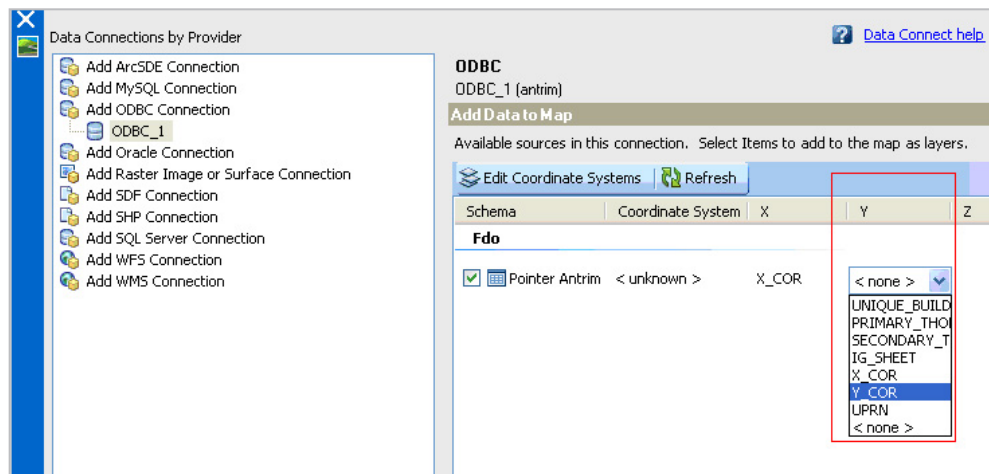 Data Connections by Provider
Add ArcSDE Connection
Add MySQL Connection
Add ODBC Connection
ODBC_1
Add Oracle Connection
Add Raster Image or Surface Connection
Add SDF Connection
Add SHP Connection
Add SQL Server Connection
Add WFS Connection
Add WMS Connection
Data Connect help
ODBC
ODBC_1 (antrim)
Add Data to Map
Available sources in this connection. Select Items to add to the map as layers.
Edit Coordinate Systems Refresh
Schema Coordinate System X Y Z
Fdo
Pointer Antrim < unknown > X_COR < none >
UNIQUE_BUILD
PRIMARY_THO
SECONDARY_T
IG_SHEET
X_COR
Y_COR
UPRN
< none >